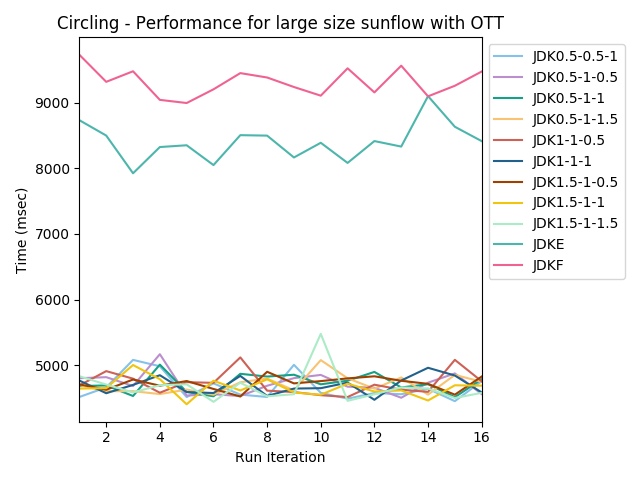 Circling - Performance for large size sunflow with OTT
Time (msec)
9000
8000
7000
6000
5000
2
4
6
8
10
12
14
16
Run Iteration
JDK0.5-0.5-1
JDK0.5-1-0.5
JDK0.5-1-1
JDK0.5-1-1.5
JDK1-1-0.5
JDK1-1-1
JDK1.5-1-0.5
JDK1.5-1-1
JDK1.5-1-1.5
JDKE
JDKF